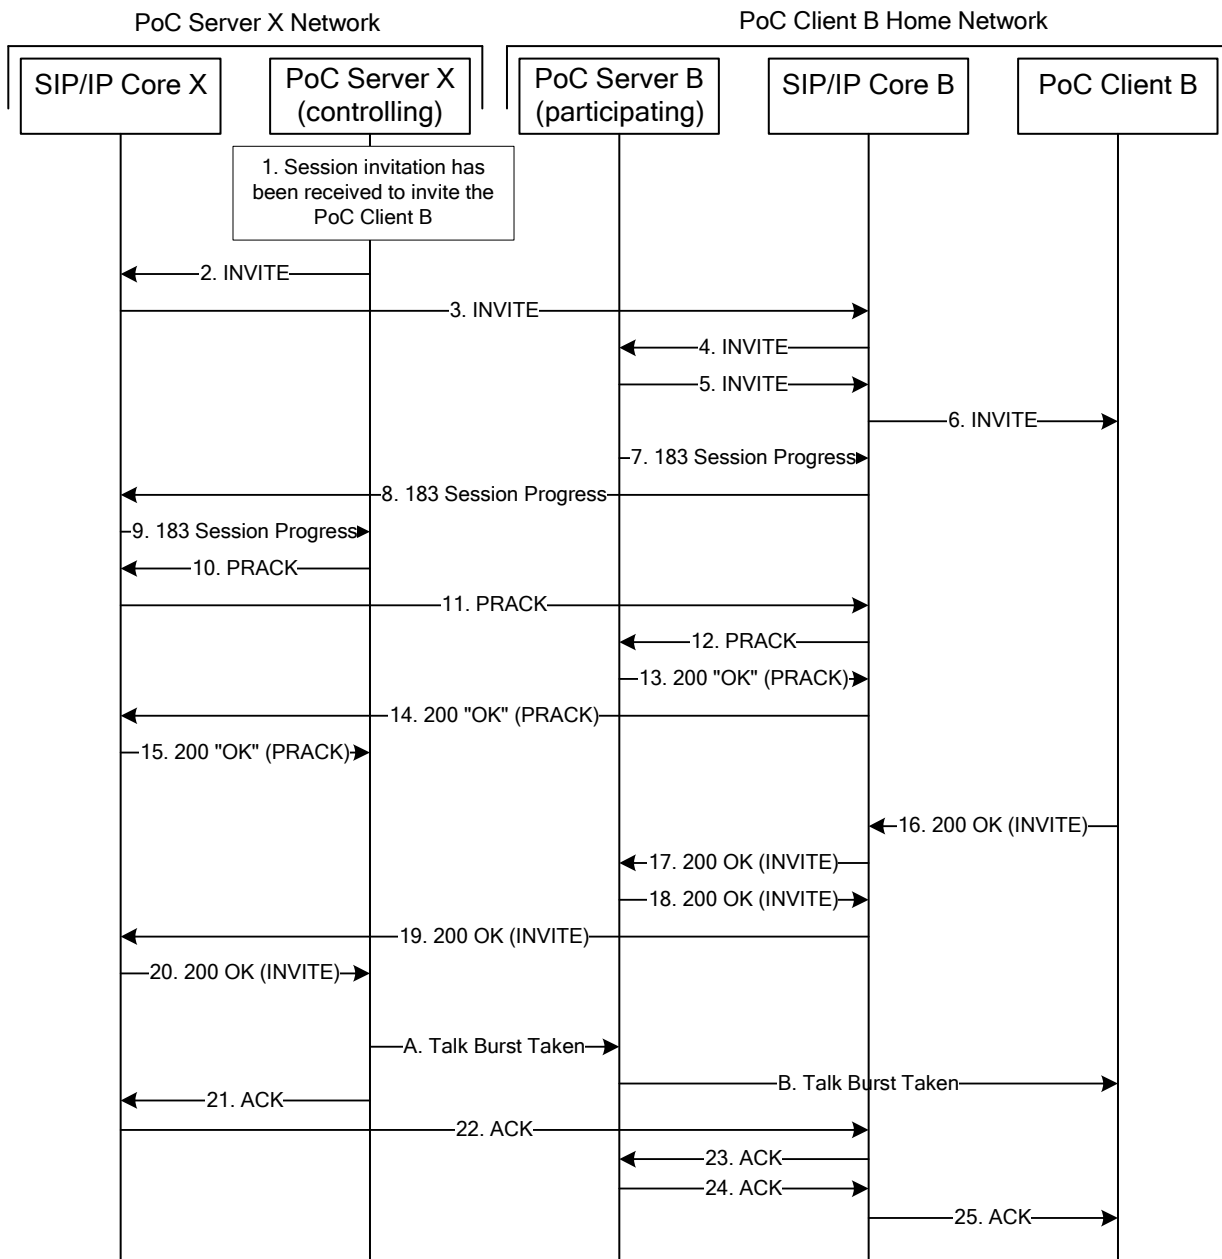 PoC Server X Network
PoC Client B Home Network
SIP/IP Core X
PoC Server X
(controlling)
PoC Server B
(participating)
SIP/IP Core B
PoC Client B
1. Session invitation has
been received to invite the
PoC Client B
2. INVITE
3. INVITE
4. INVITE
5. INVITE
6. INVITE
7. 183 Session Progress
8. 183 Session Progress
9. 183 Session Progress
10. PRACK
11. PRACK
12. PRACK
13. 200 "OK" (PRACK)
14. 200 "OK" (PRACK)
15. 200 "OK" (PRACK)
16. 200 OK (INVITE)
17. 200 OK (INVITE)
18. 200 OK (INVITE)
19. 200 OK (INVITE)
20. 200 OK (INVITE)
A. Talk Burst Taken
B. Talk Burst Taken
21. ACK
22. ACK
23. ACK
24. ACK
25. ACK